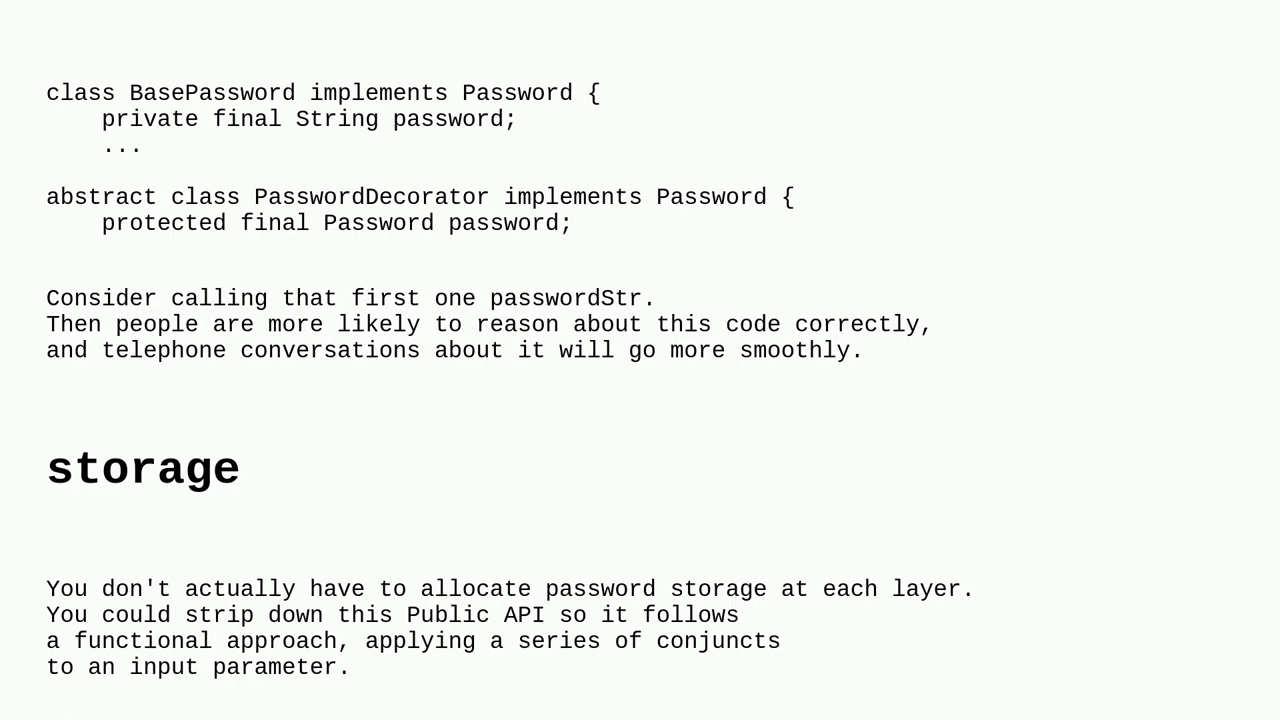 class BasePassword implements Password {
    private final String password;
    ...
abstract class PasswordDecorator implements Password {
    protected final Password password;
Consider calling that first one passwordStr.
Then people are more likely to reason about this code correctly,
and telephone conversations about it will go more smoothly.
storage
You don't actually have to allocate password storage at each layer.
You could strip down this Public API so it follows
a functional approach, applying a series of conjuncts
to an input parameter.